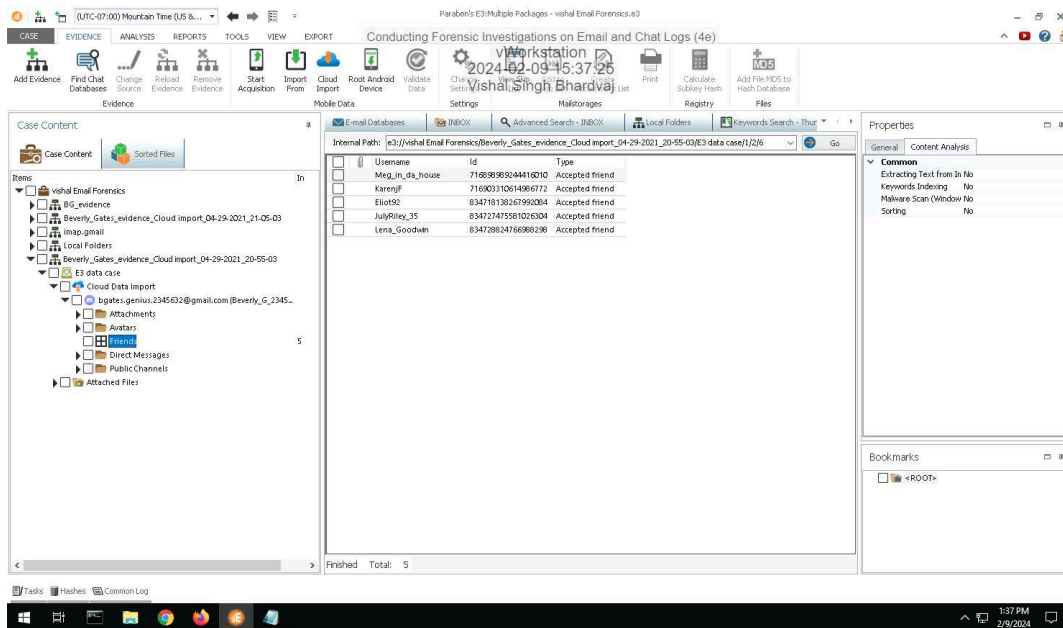 (UTC-07:00) Mountain Time (US &...
Paraben's E3:Multiple Packages - vishal Email Forensics.e3
CASE EVIDENCE ANALYSIS REPORTS TOOLS VIEW EXPORT
Conducting Forensic Investigations on Email and Chat Logs (4e)
vWorkstation
2024-02-09 15:37:25
Vishal Singh Bhardvaj
Add Evidence
Find Chat Databases
Change Source
Reload Evidence
Remove Evidence
Start Acquisition
Import From
Cloud Import
Root Android Device
Validate Data
Print
Calculate Subkey Hash
MD5
Add File MD5 to Hash Database
Evidence Mobile Data Settings Mailstorages Registry Files
Case Content
Case Content Sorted Files
Items In
vishal Email Forensics
BG_evidence
Beverly_Gates_evidence_Cloud import_04-29-2021_21-05-03
imap.gmail
Local Folders
Beverly_Gates_evidence_Cloud import_04-29-2021_20-55-03
E3 data case
Cloud Data Import
bgates.genius.2345632@gmail.com (Beverly_G_2345...
Attachments
Avatars
Friends 5
Direct Messages
Public Channels
Attached Files
E-mail Databases INBOX Advanced Search - INBOX Local Folders Keywords Search - Thur
Internal Path: e3://vishal Email Forensics/Beverly_Gates_evidence_Cloud import_04-29-2021_20-55-03/E3 data case/1/2/6 Go
Username Id Type
Meg_in_da_house 716898989244416010 Accepted friend
KarenjF 716903310614986772 Accepted friend
Eliot92 834718138267992084 Accepted friend
JulyRiley_35 834727475581026304 Accepted friend
Lena_Goodwin 834728824766988298 Accepted friend
Finished Total: 5
Properties
General Content Analysis
Common
Extracting Text from In No
Keywords Indexing No
Malware Scan (Window No
Sorting No
Bookmarks
<ROOT>
Tasks Hashes Common Log
1:37 PM
2/9/2024